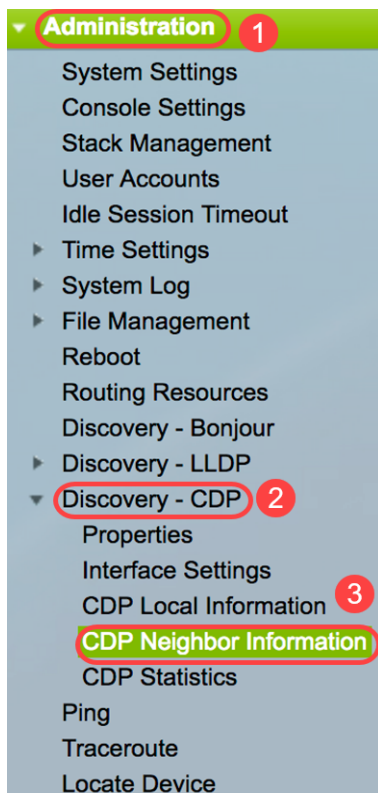 Administration 1
System Settings
Console Settings
Stack Management
User Accounts
Idle Session Timeout
Time Settings
System Log
File Management
Reboot
Routing Resources
Discovery - Bonjour
Discovery - LLDP
Discovery - CDP 2
Properties
Interface Settings
CDP Local Information 3
CDP Neighbor Information
CDP Statistics
Ping
Traceroute
Locate Device